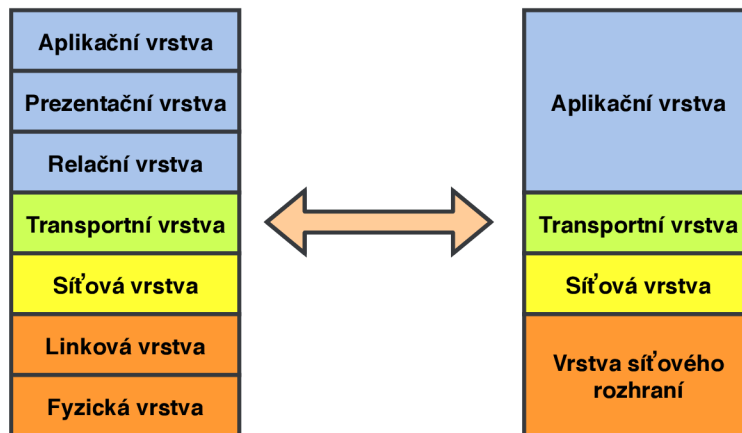 Aplikační vrstva
Prezentační vrstva
Relační vrstva
Transportní vrstva
Síťová vrstva
Linková vrstva
Fyzická vrstva
Aplikační vrstva
Transportní vrstva
Síťová vrstva
Vrstva síťového
rozhraní